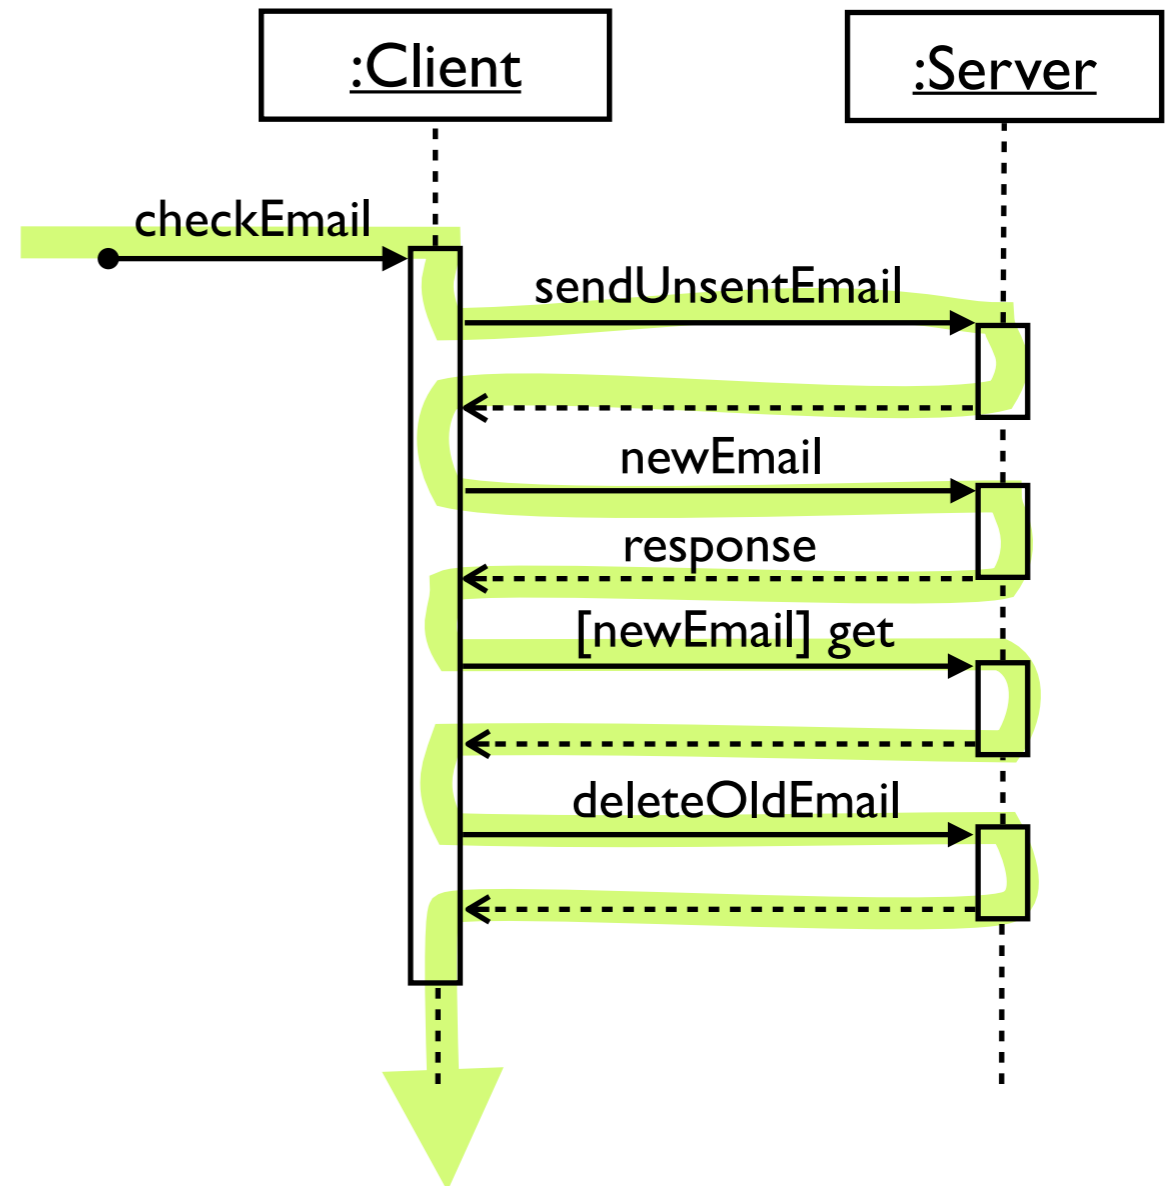 :Client
:Server
checkEmail
sendUnsentEmail
newEmail
response
[newEmail] get
deleteOldEmail